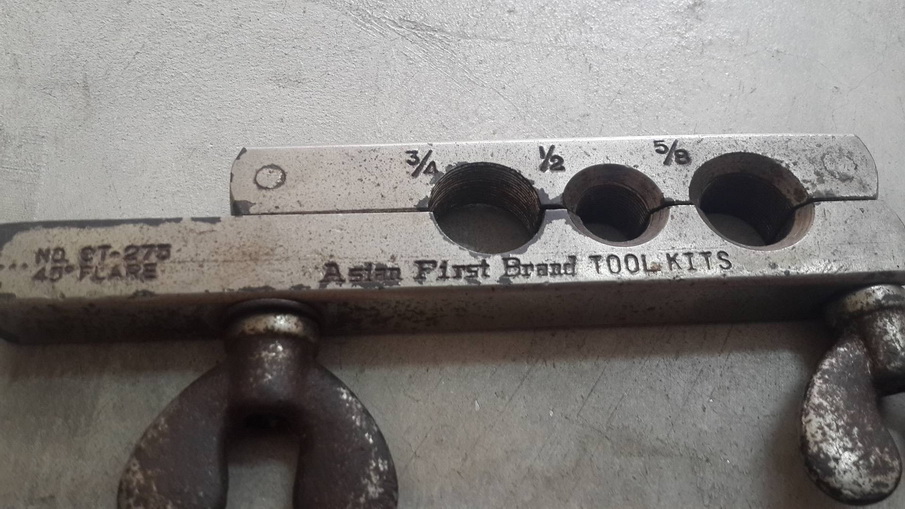 3/4 1/2 5/8
NO. CT-275
45° FLARE
Asian First Brand TOOL KITS